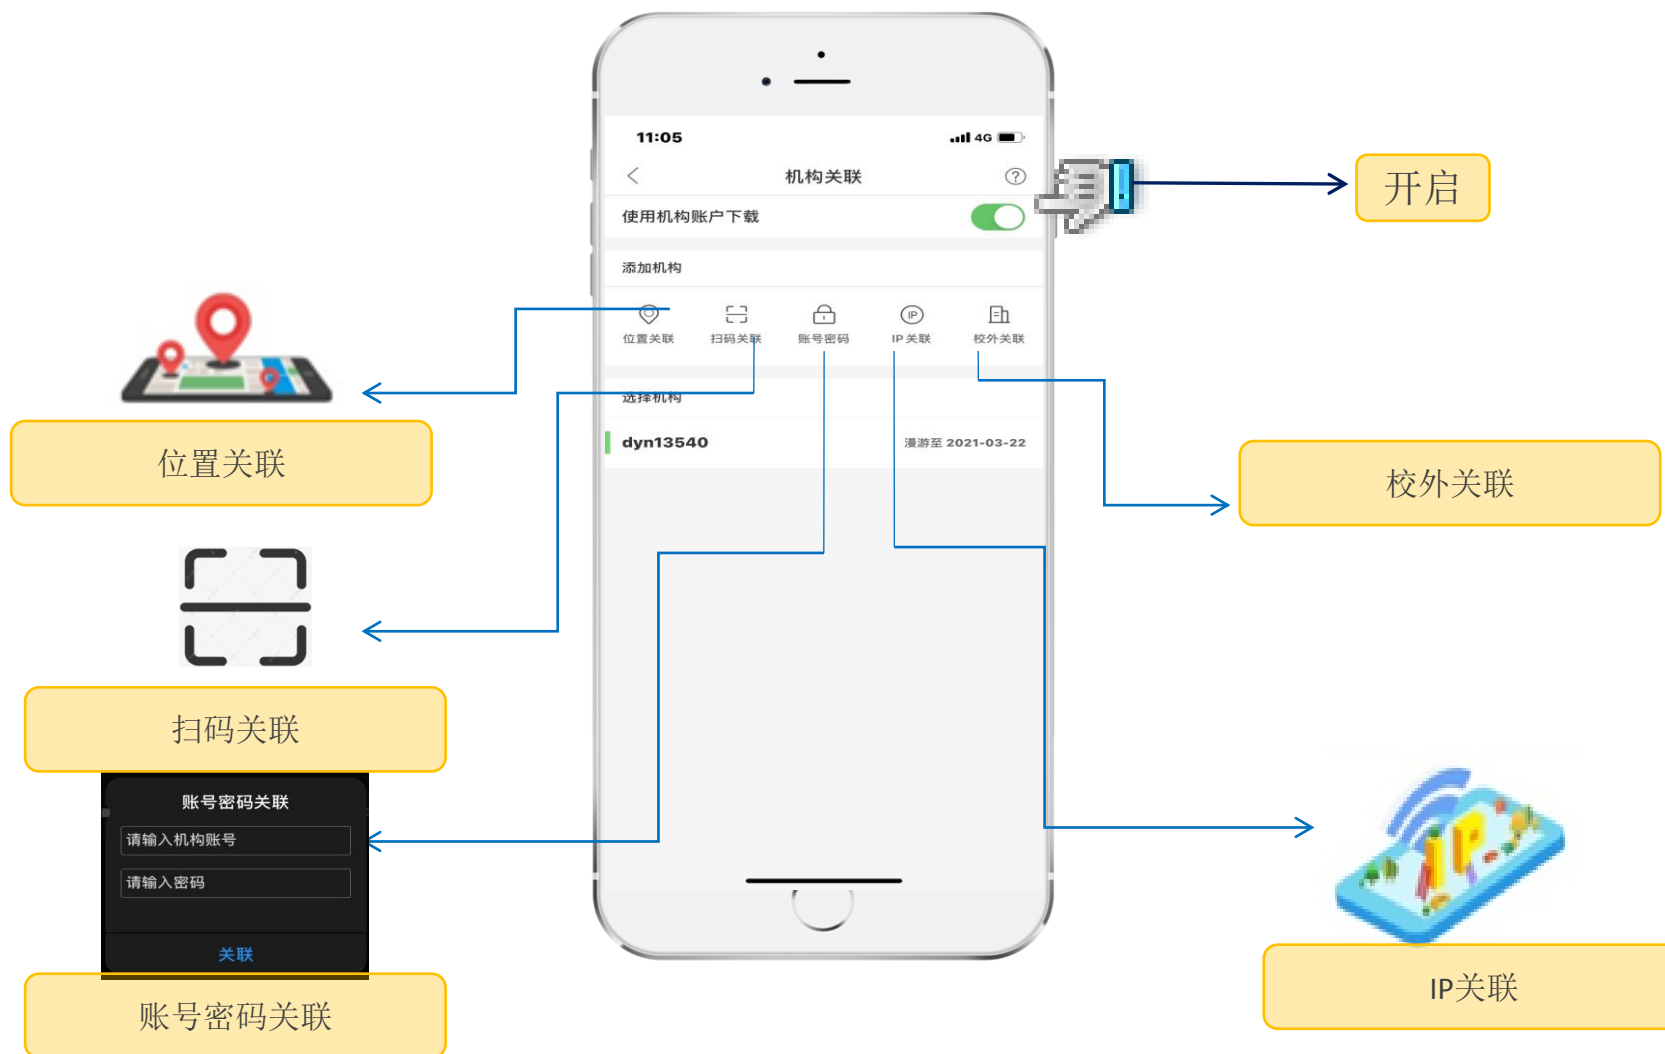 11:05
4G
机构关联
使用机构账户下载
开启
添加机构
位置关联
扫码关联
账号密码
IP
IP关联
校外关联
选择机构
dyn13540
漫游至 2021-03-22
位置关联
校外关联
扫码关联
账号密码关联
请输入机构账号
请输入密码
关联
账号密码关联
IP
IP关联